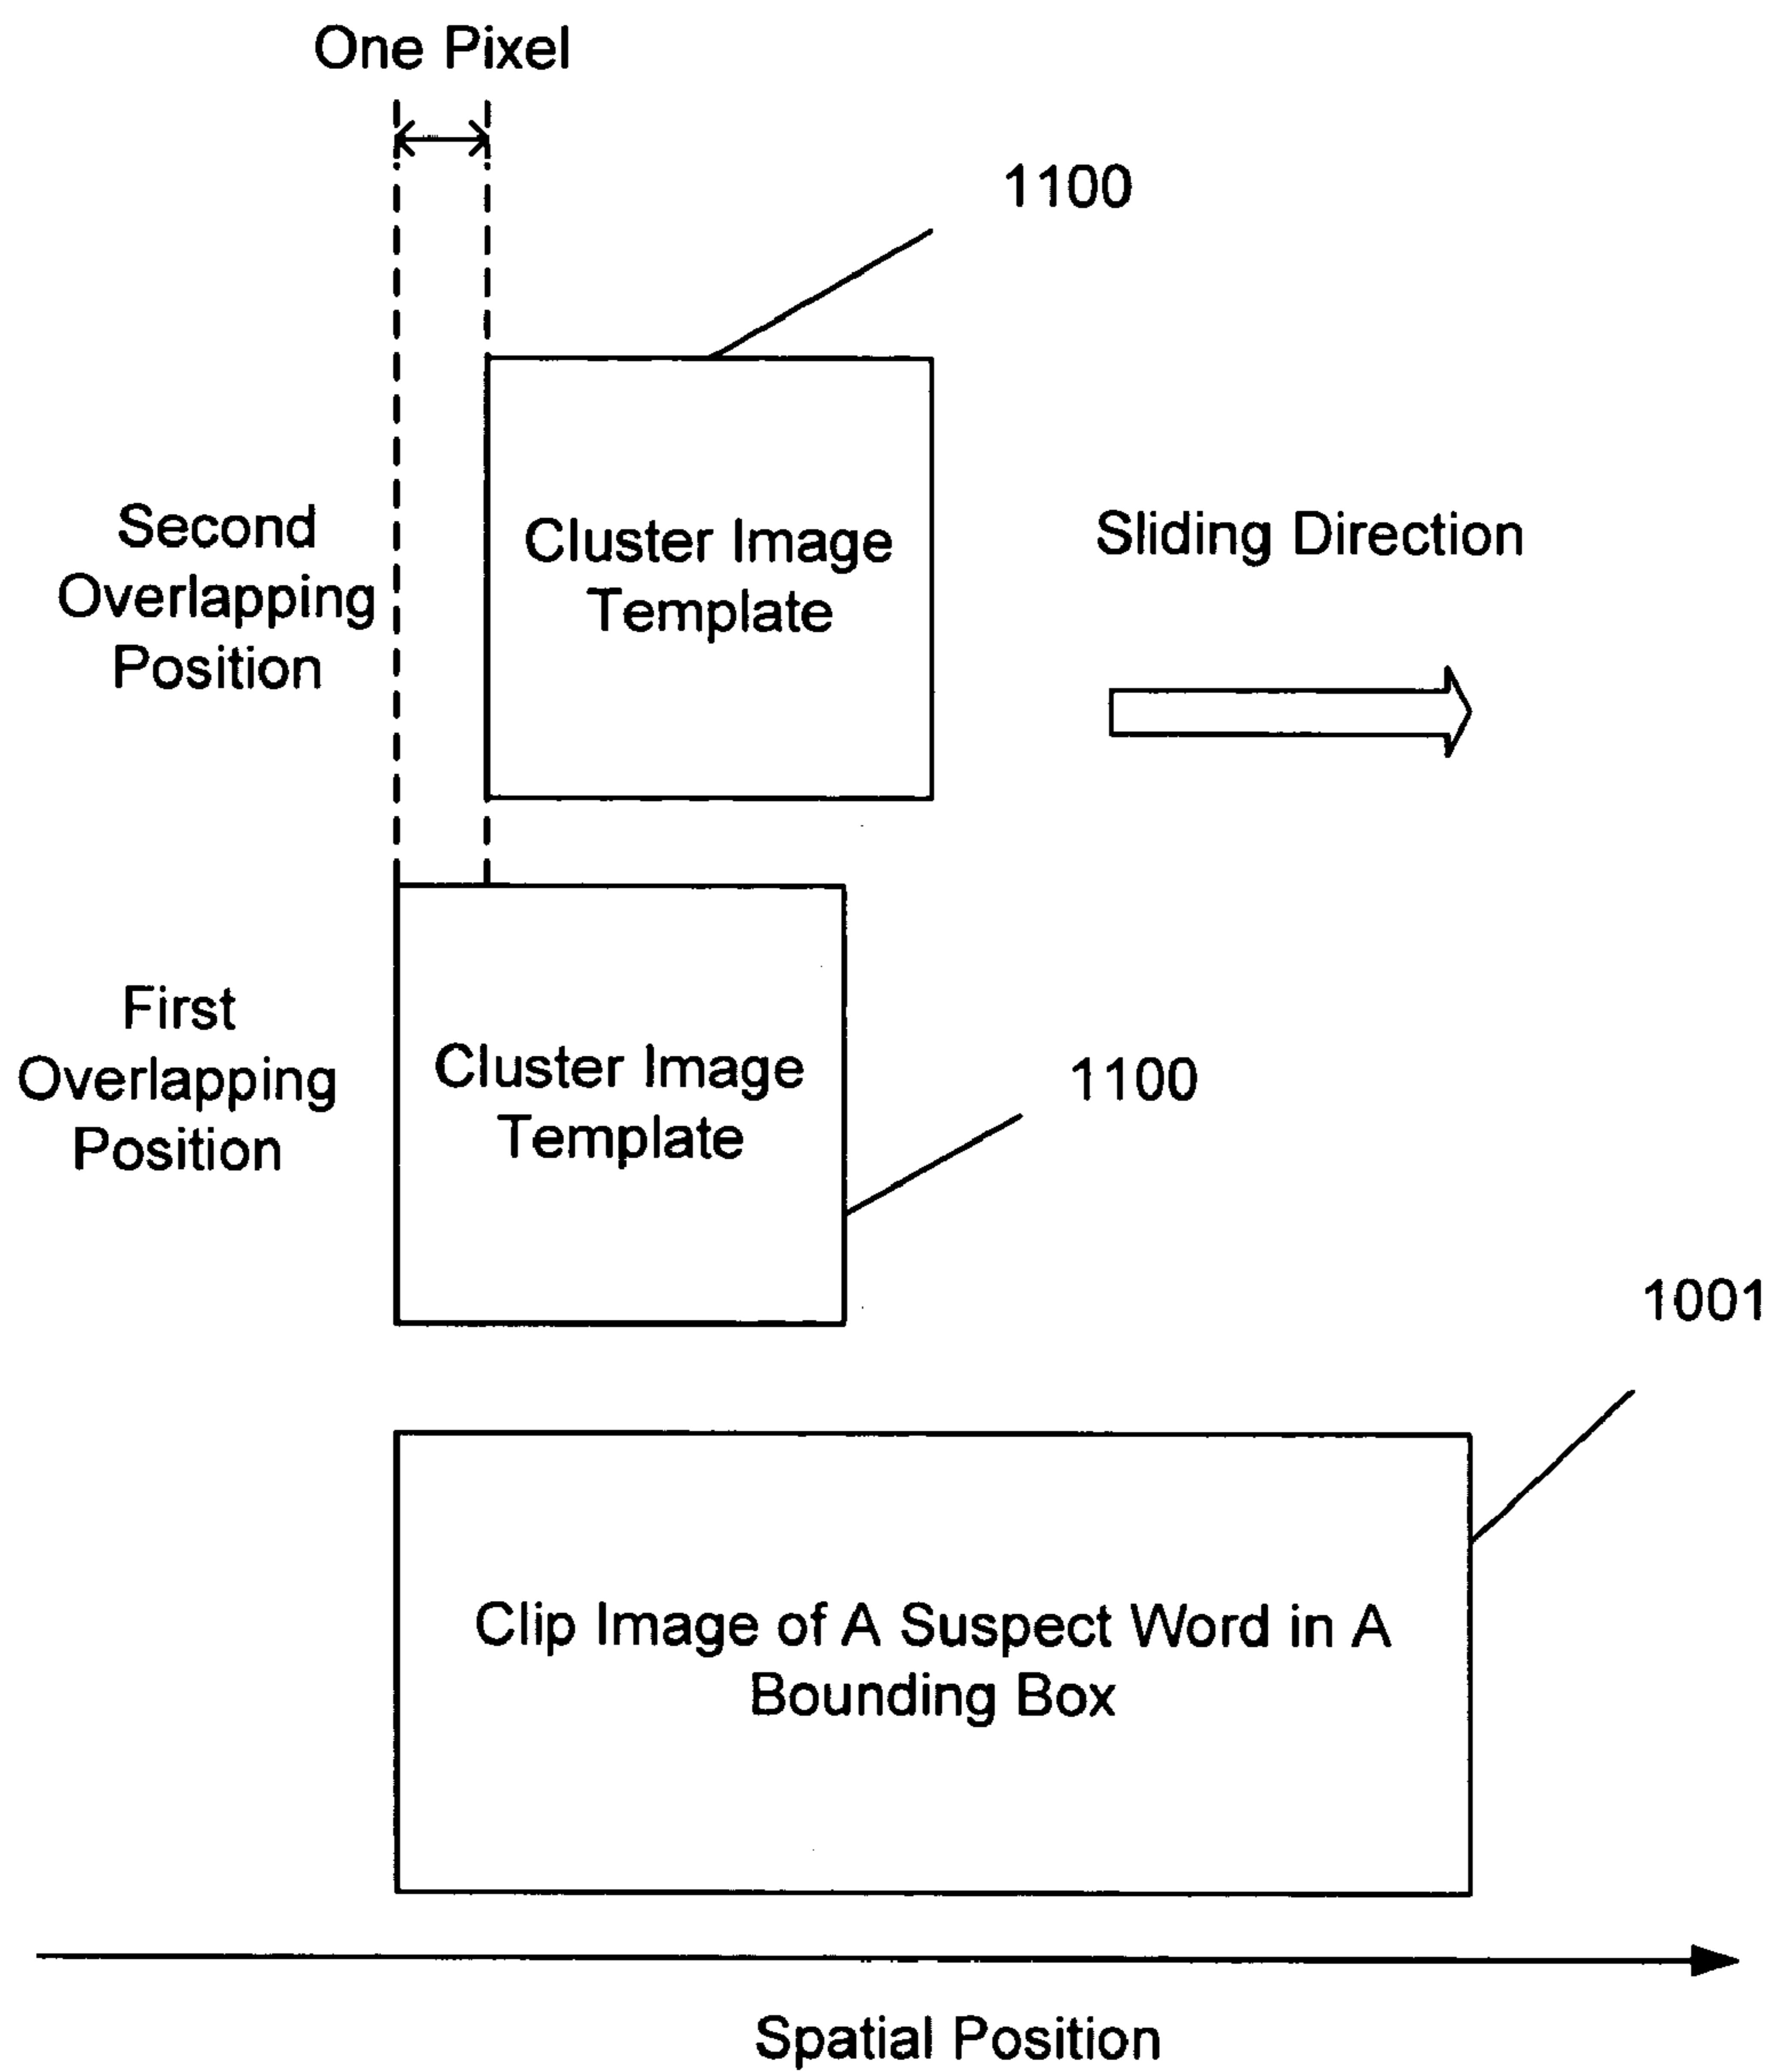 One Pixel
1100
Second
Overlapping
Position
Cluster Image
Template
Sliding Direction
First
Overlapping
Position
Cluster Image
Template
1100
1001
Clip Image of A Suspect Word in A
Bounding Box
Spatial Position